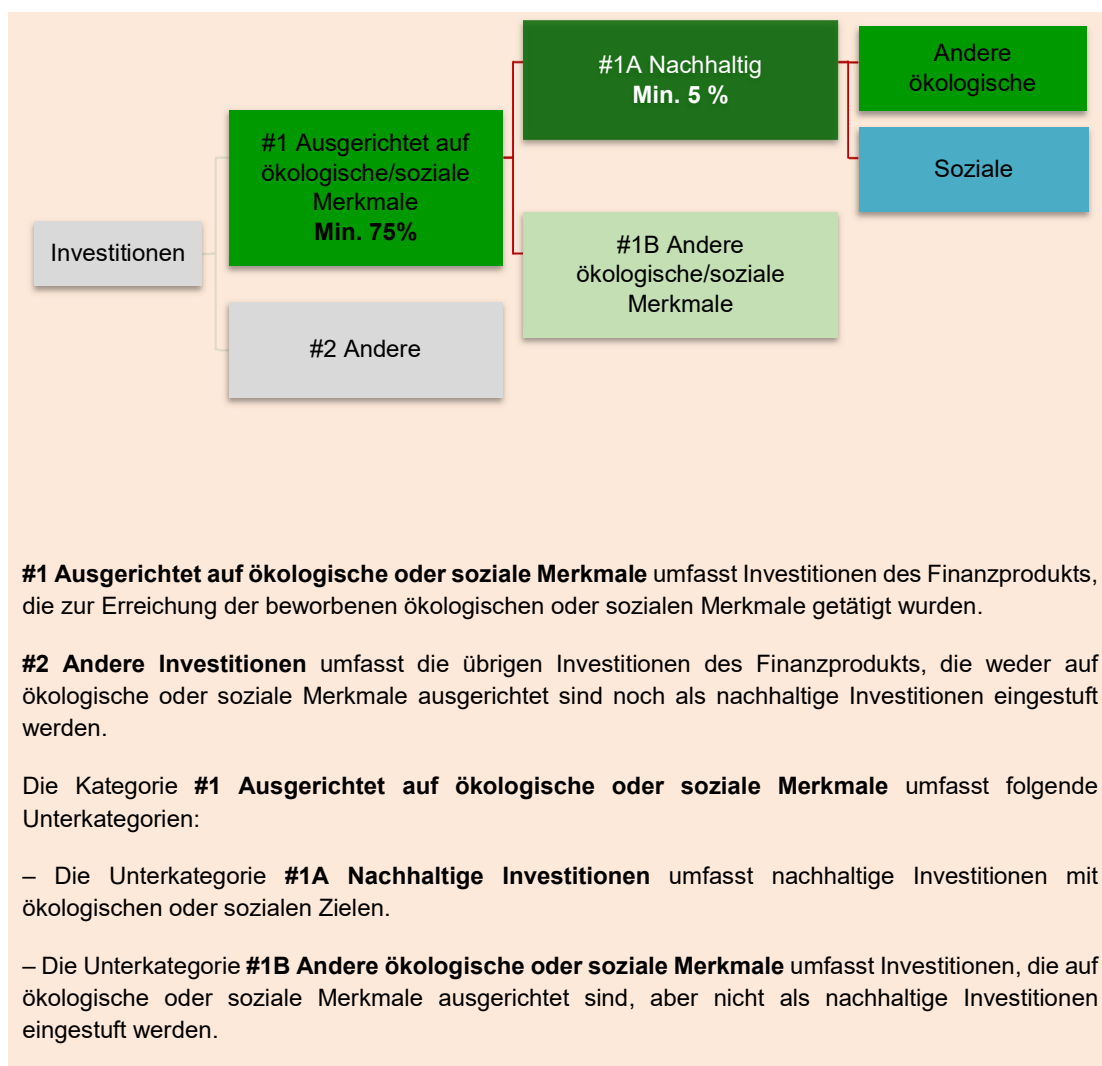 Investitionen
#1 Ausgerichtet auf
ökologische/soziale
Merkmale
Min. 75%
#2 Andere
#1A Nachhaltig
Min. 5 %
#1B Andere
ökologische/soziale
Merkmale
Andere
ökologische
Soziale
#1 Ausgerichtet auf ökologische oder soziale Merkmale umfasst Investitionen des Finanzprodukts,
die zur Erreichung der beworbenen ökologischen oder sozialen Merkmale getätigt wurden.
#2 Andere Investitionen umfasst die übrigen Investitionen des Finanzprodukts, die weder auf
ökologische oder soziale Merkmale ausgerichtet sind noch als nachhaltige Investitionen eingestuft
werden.
Die Kategorie #1 Ausgerichtet auf ökologische oder soziale Merkmale umfasst folgende
Unterkategorien:
– Die Unterkategorie #1A Nachhaltige Investitionen umfasst nachhaltige Investitionen mit
ökologischen oder sozialen Zielen.
– Die Unterkategorie #1B Andere ökologische oder soziale Merkmale umfasst Investitionen, die auf
ökologische oder soziale Merkmale ausgerichtet sind, aber nicht als nachhaltige Investitionen
eingestuft werden.